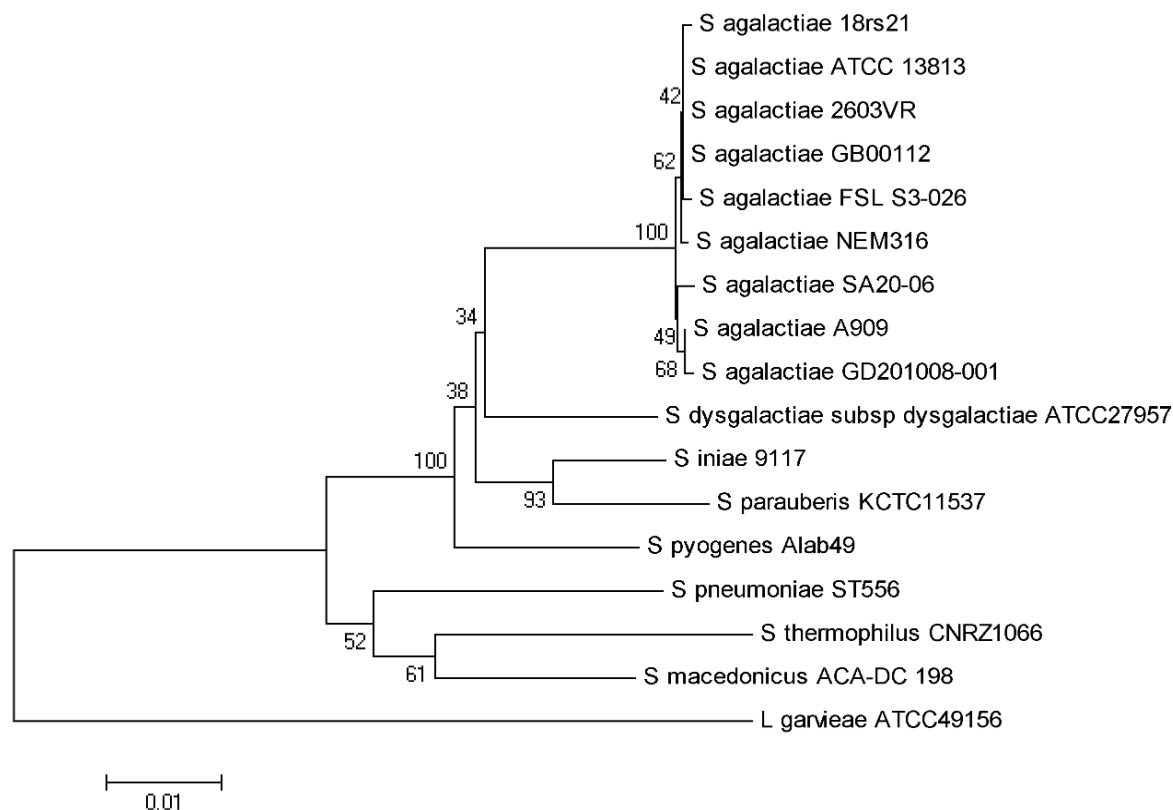 S agalactiae 18rs21
S agalactiae ATCC 13813
42
S agalactiae 2603VR
S agalactiae GB00112
62
S agalactiae FSL S3-026
100
S agalactiae NEM316
S agalactiae SA20-06
34
S agalactiae A909
49
S agalactiae GD201008-001
68
38
S dysgalactiae subsp dysgalactiae ATCC27957
100
S iniae 9117
93
S parauberis KCTC11537
S pyogenes Alab49
S pneumoniae ST556
52
S thermophilus CNRZ1066
61
S macedonicus ACA-DC 198
L garvieae ATCC49156
0.01